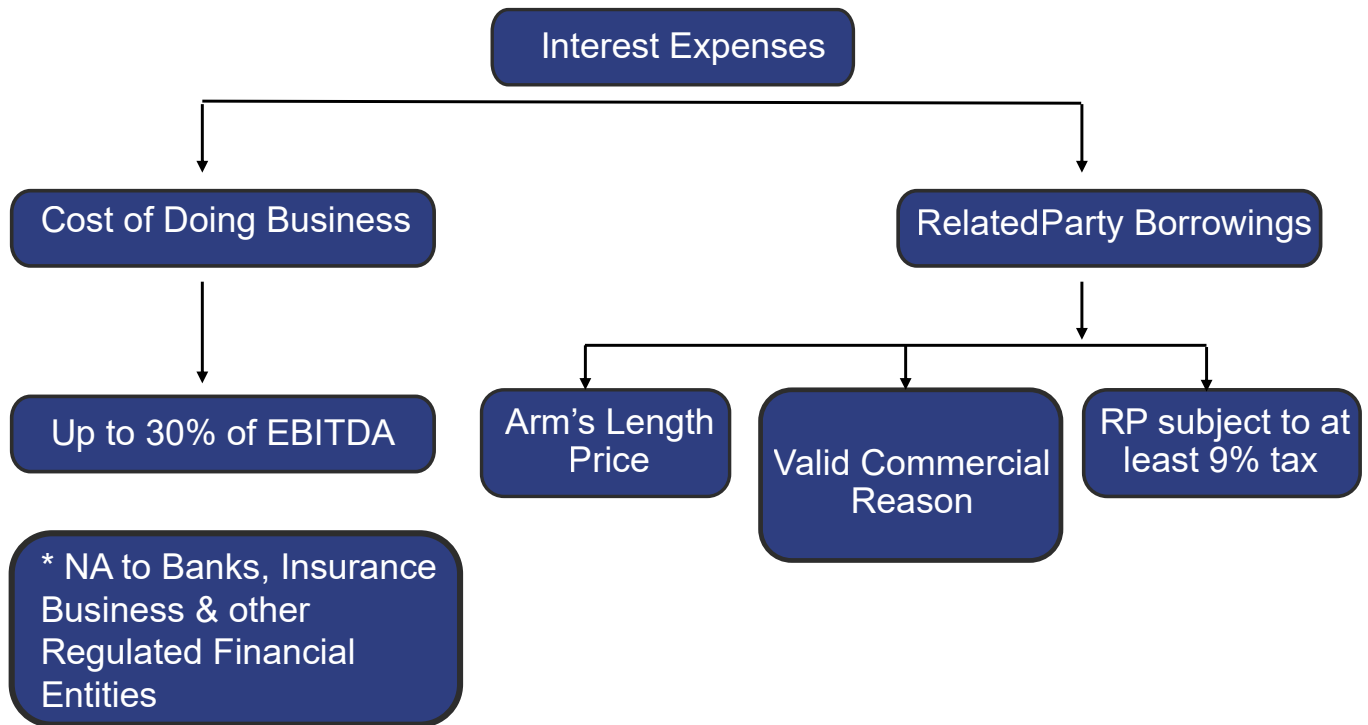 Interest Expenses
Cost of Doing Business
RelatedParty Borrowings
Up to 30% of EBITDA
Arm’s Length
Price
Valid Commercial
Reason
RP subject to at
least 9% tax
* NA to Banks, Insurance
Business & other
Regulated Financial
Entities